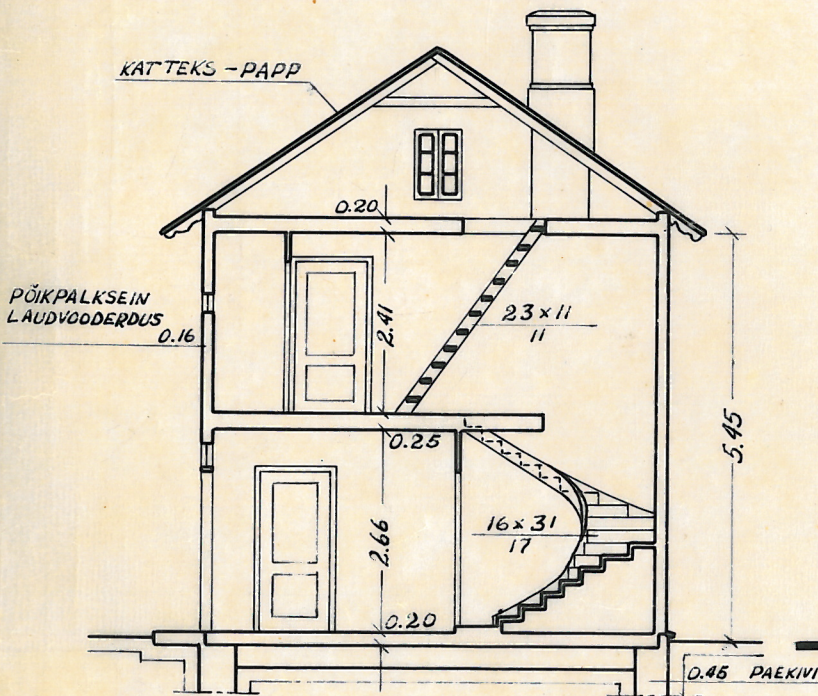 KATTEKS - PAPP
0.20
PÕIKPALKSEIN
LAUDVOODERDUS
0.16
2.41
23 x 11
11
0.25
5.45
2.66
16 x 31
17
0.20
0.45 PAEKIVI